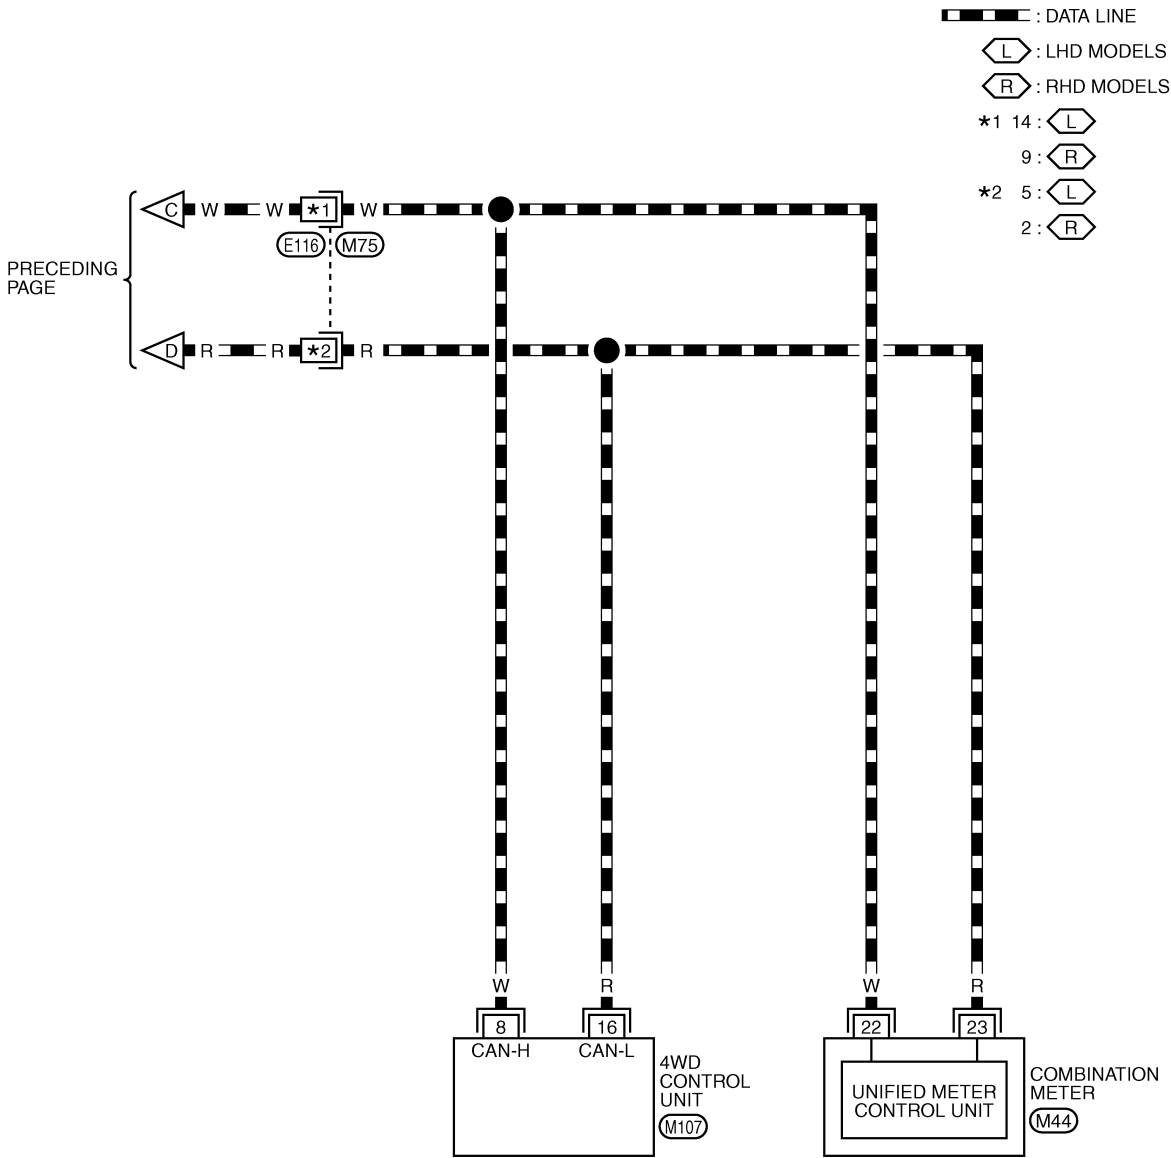 : DATA LINE
L : LHD MODELS
R : RHD MODELS
*1 14 : L
9 : R
*2 5 : L
2 : R
C W W *1 W
E116 M75
PRECEDING
PAGE
D R R *2 R
W R W R
8 16 22 23
CAN-H CAN-L
4WD
CONTROL
UNIT
M107
UNIFIED METER
CONTROL UNIT
COMBINATION
METER
M44